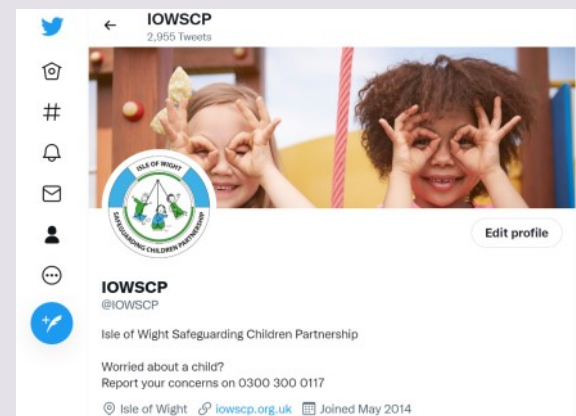 IOWSCP
2,955 Tweets
ISLE OF WIGHT
SAFEGUARDING CHILDREN PARTNERSHIP
Edit profile
IOWSCP
@IOWSCP
Isle of Wight Safeguarding Children Partnership
Worried about a child?
Report your concerns on 0300 300 0117
Isle of Wight iowscp.org.uk Joined May 2014